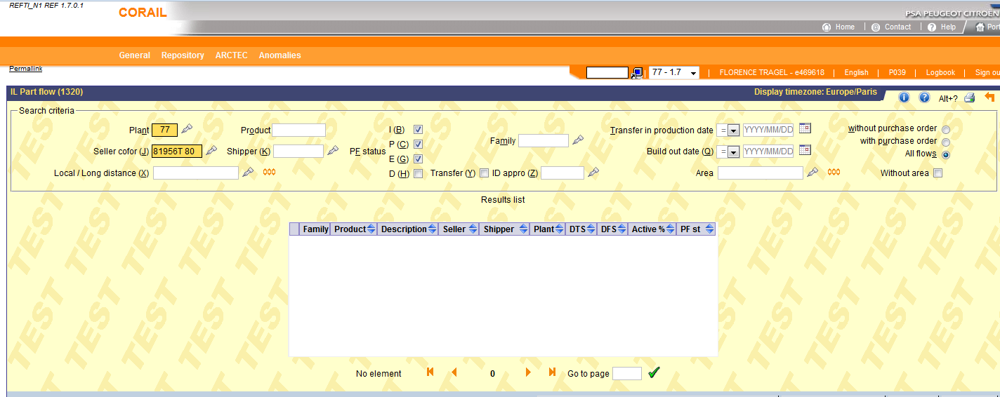 REFTI_N1 REF 1.7.0.1
CORAIL
PSA PEUGEOT CITROEN
Home | @ Contact | ? Help
General Repository ARCTEC Anomalies
Permalink
77 - 1.7 | FLORENCE TRAGEL - e469618 | English | P039 | Logbook | Sign ou
IL Part flow (1320) Display timezone: Europe/Paris
Alt+?
Search criteria
Plant 77 Product I (B) Family Transfer in production date = YYYY/MM/DD without purchase order
P (C) with purchase order
Seller cofor (J) 81956T 80 Shipper (K) PF status E (G) Build out date (Q) = YYYY/MM/DD All flows
Local / Long distance (X) D (H) Transfer (Y) ID appro (Z) Area Without area
Results list
Family Product Description Seller Shipper Plant DTS DFS Active % PF st
No element 0 Go to page
TEST